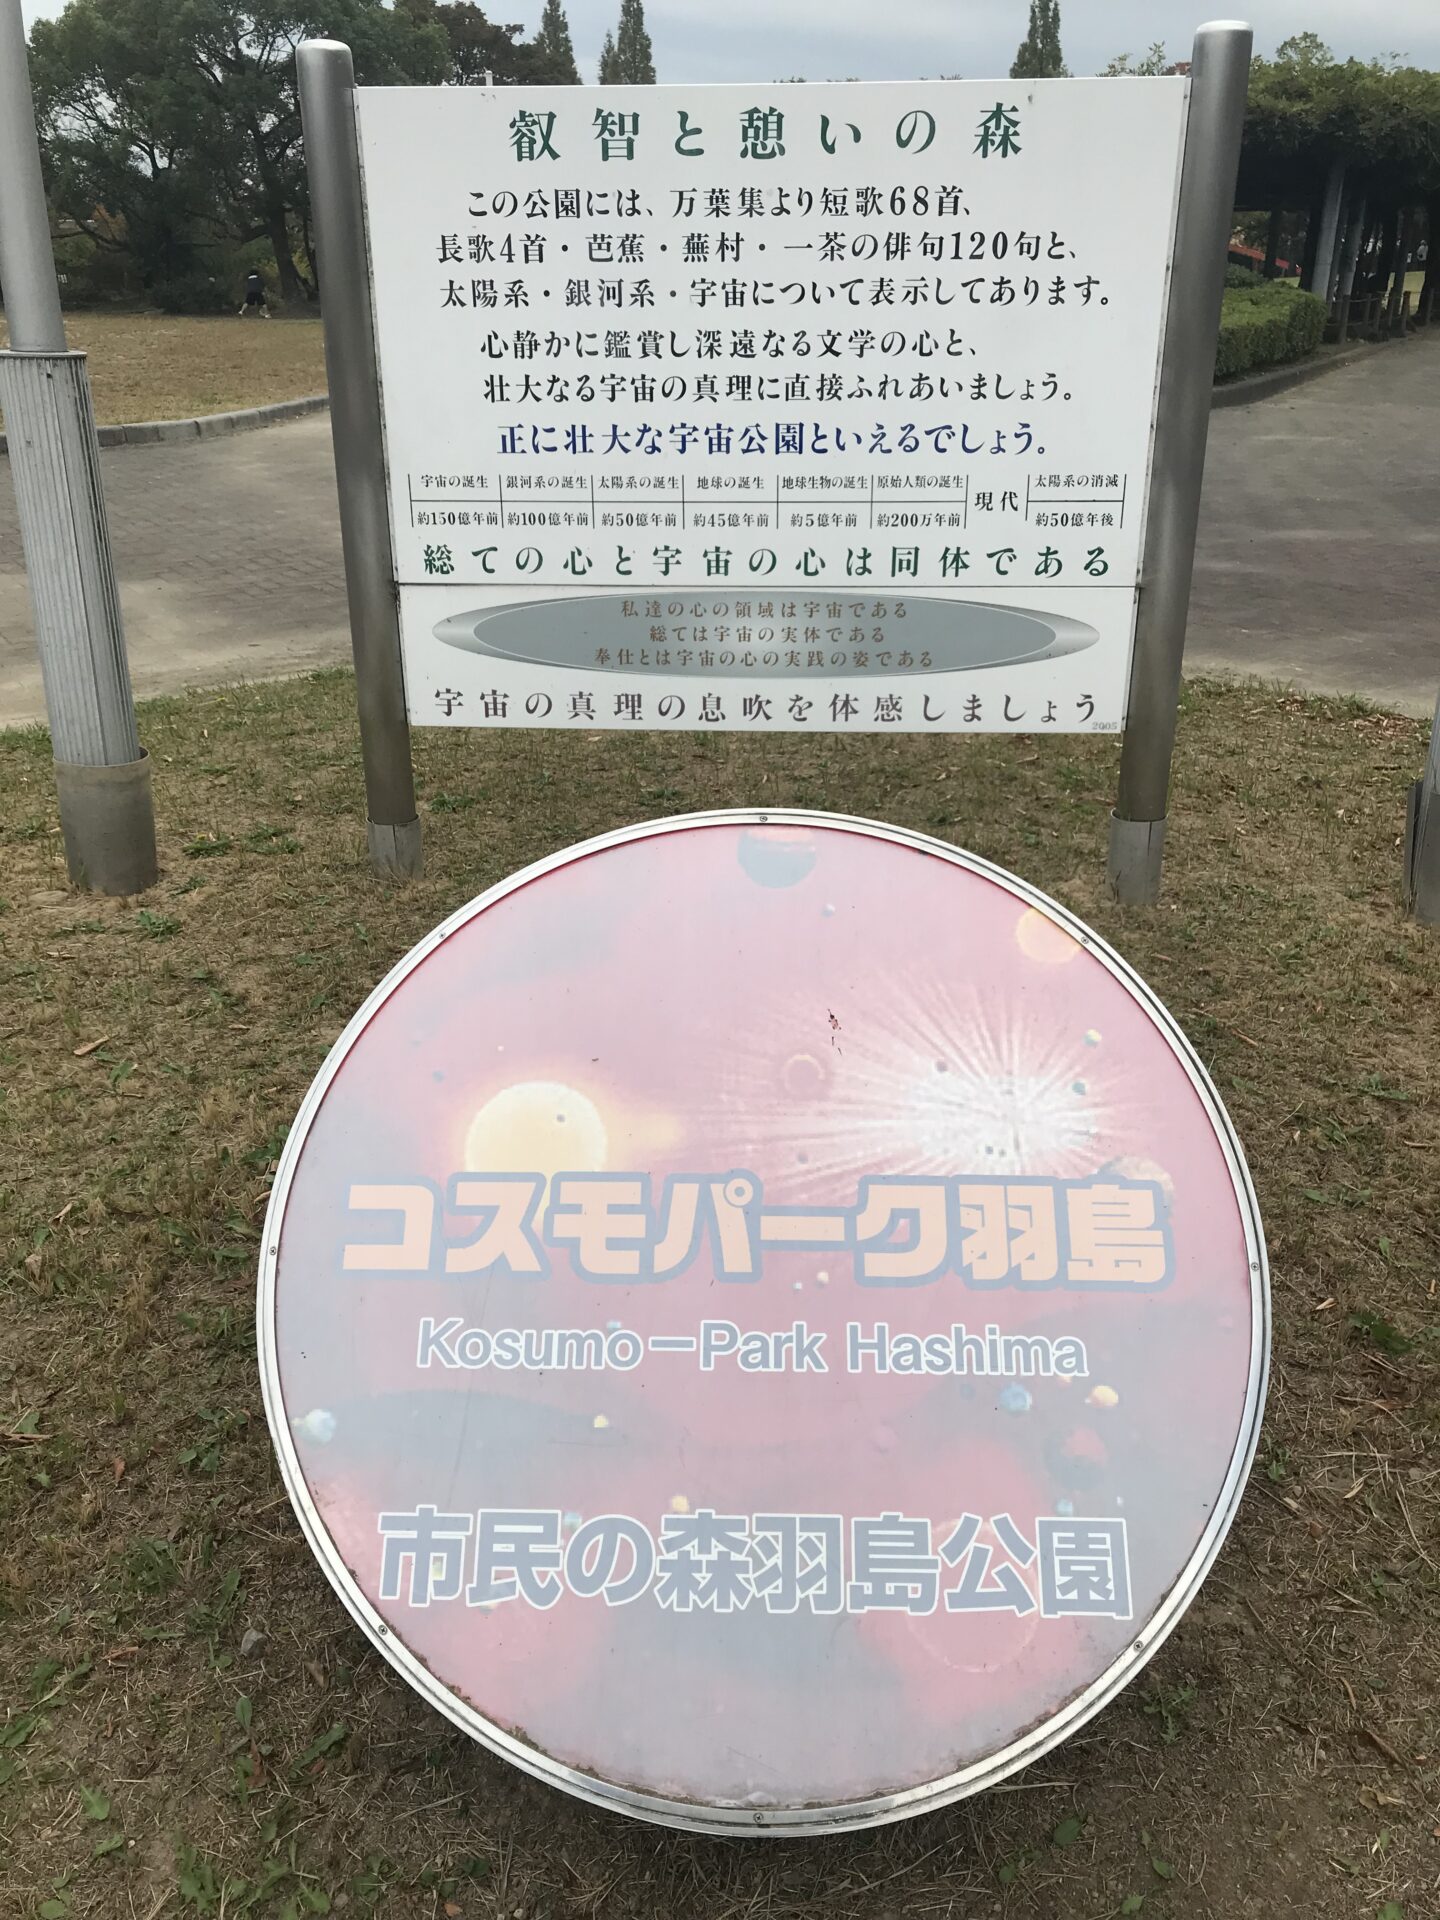 叡智と憩いの森
この公園には、万葉集より短歌68首、
長歌4首・芭蕉・蕪村・一茶の俳句120句と、
太陽系・銀河系・宇宙について表示してあります。
心静かに鑑賞し深遠なる文学の心と、
壮大なる宇宙の真理に直接ふれあいましょう。
正に壮大な宇宙公園といえるでしょう。
宇宙の誕生 銀河系の誕生 太陽系の誕生 地球の誕生 地球生物の誕生 原始人類の誕生 現代 太陽系の消滅
約150億年前 約100億年前 約50億年前 約45億年前 約5億年前 約200万年前 約50億年後
総ての心と宇宙の心は同体である
私達の心の領域は宇宙である
総ては宇宙の実体である
奉仕とは宇宙の心の実践の姿である
宇宙の真理の息吹を体感しましょう
2005
コスモパーク羽島
Kosumo-Park Hashima
市民の森羽島公園